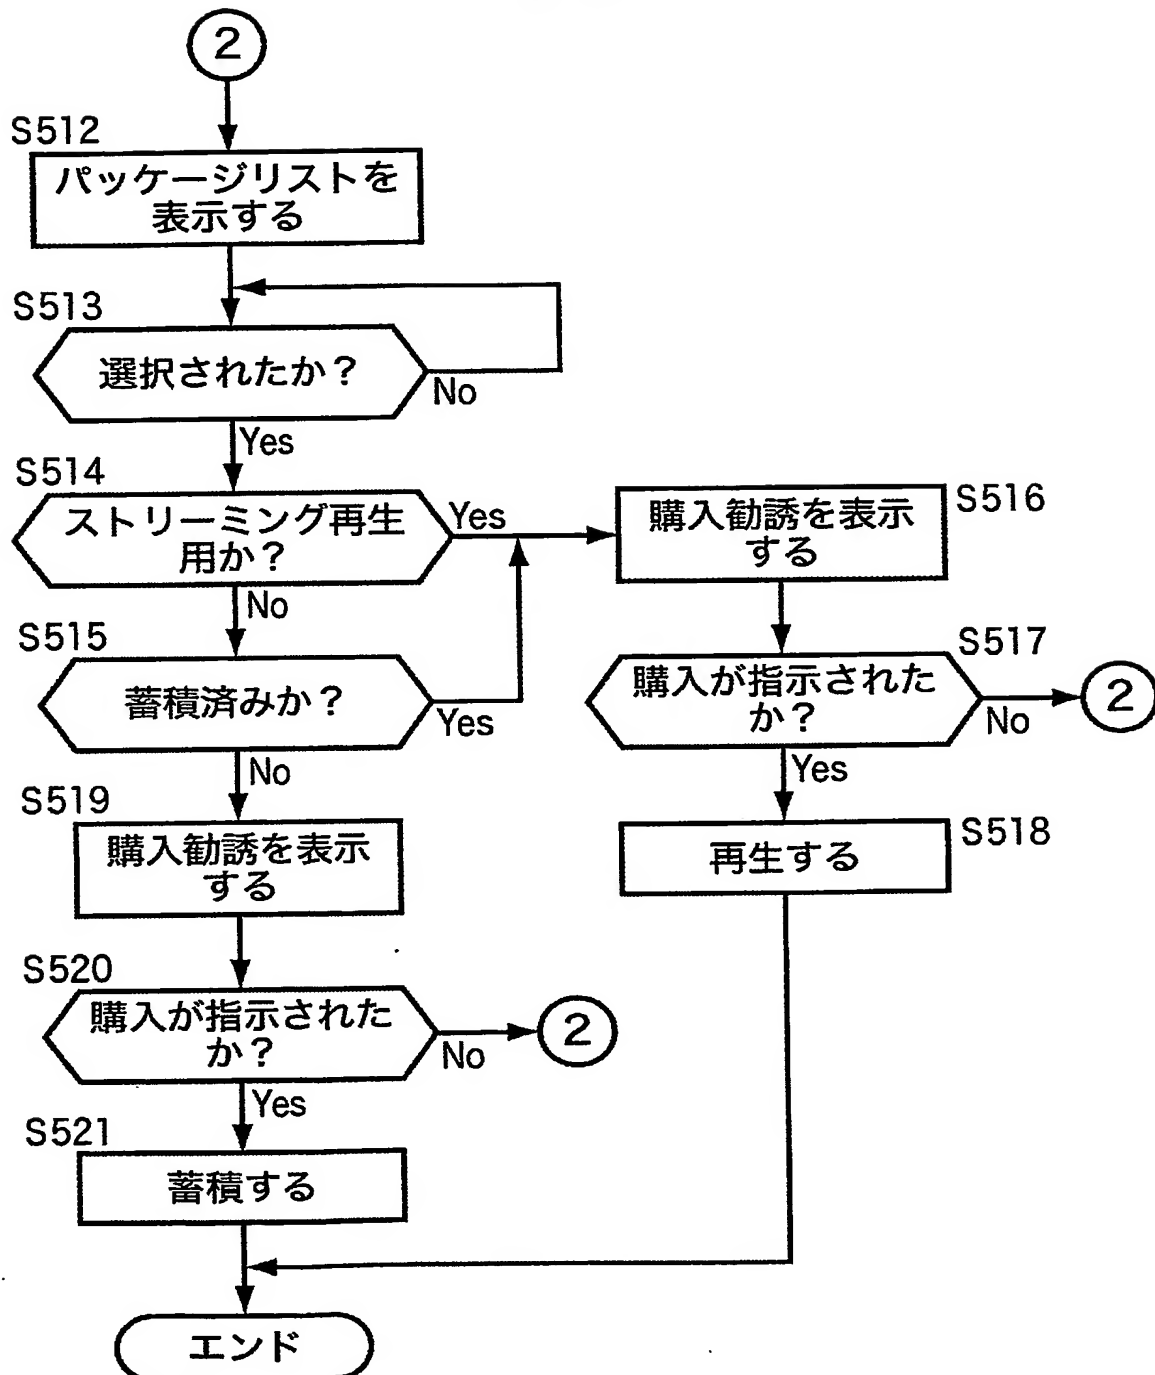 2
S512
パッケージリストを
表示する
S513
選択されたか？
No
Yes
S514
ストリーミング再生
用か？
Yes
No
S516
購入勧誘を表示
する
S515
蓄積済みか？
Yes
No
S517
購入が指示された
か？
No
2
Yes
S519
購入勧誘を表示
する
S518
再生する
S520
購入が指示された
か？
No
2
Yes
S521
蓄積する
エンド